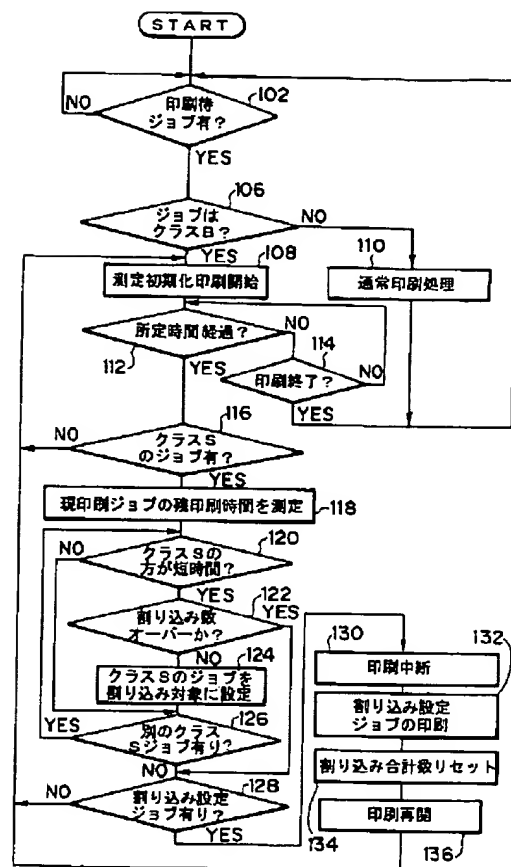 START
印刷待
ジョブ有?
102
NO
YES
ジョブは
クラスB?
106
NO
YES
測定初期化印刷開始
108
通常印刷処理
110
所定時間経過?
112
NO
YES
印刷終了?
114
NO
YES
クラスS
のジョブ有?
116
NO
YES
現印刷ジョブの残印刷時間を測定
118
クラスSの
方が短時間?
120
NO
YES
割り込み数
オーバーか?
122
YES
NO
クラスSのジョブを
割り込み対象に設定
124
別のクラス
Sジョブ有り?
126
YES
NO
割り込み設定
ジョブ有り?
128
NO
YES
印刷中断
130
割り込み設定
ジョブの印刷
132
割り込み合計数リセット
134
印刷再開
136